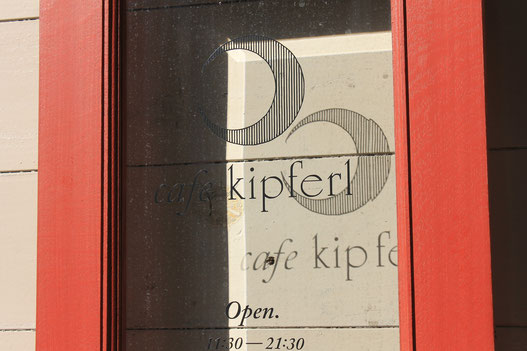 cafe kipferl
cafe kipfe
Open.
11:30 — 21:30